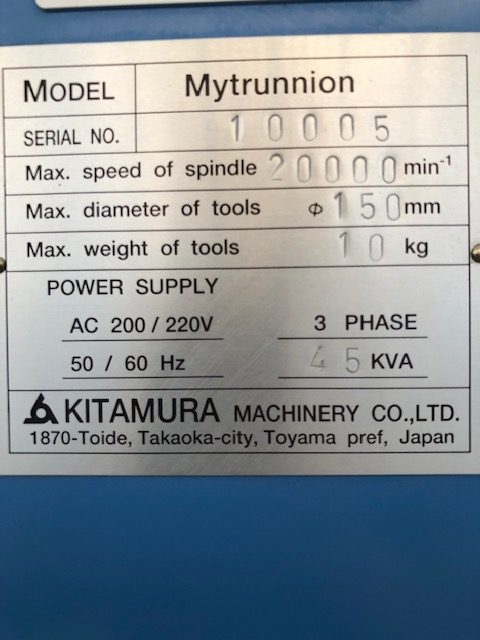 MODEL Mytrunnion
SERIAL NO. 10005
Max. speed of spindle 20000 min-1
Max. diameter of tools Φ 150 mm
Max. weight of tools 10 kg
POWER SUPPLY
AC 200 / 220V 3 PHASE
50 / 60 Hz 45 KVA
KITAMURA MACHINERY CO.,LTD.
1870-Toide, Takaoka-city, Toyama pref, Japan